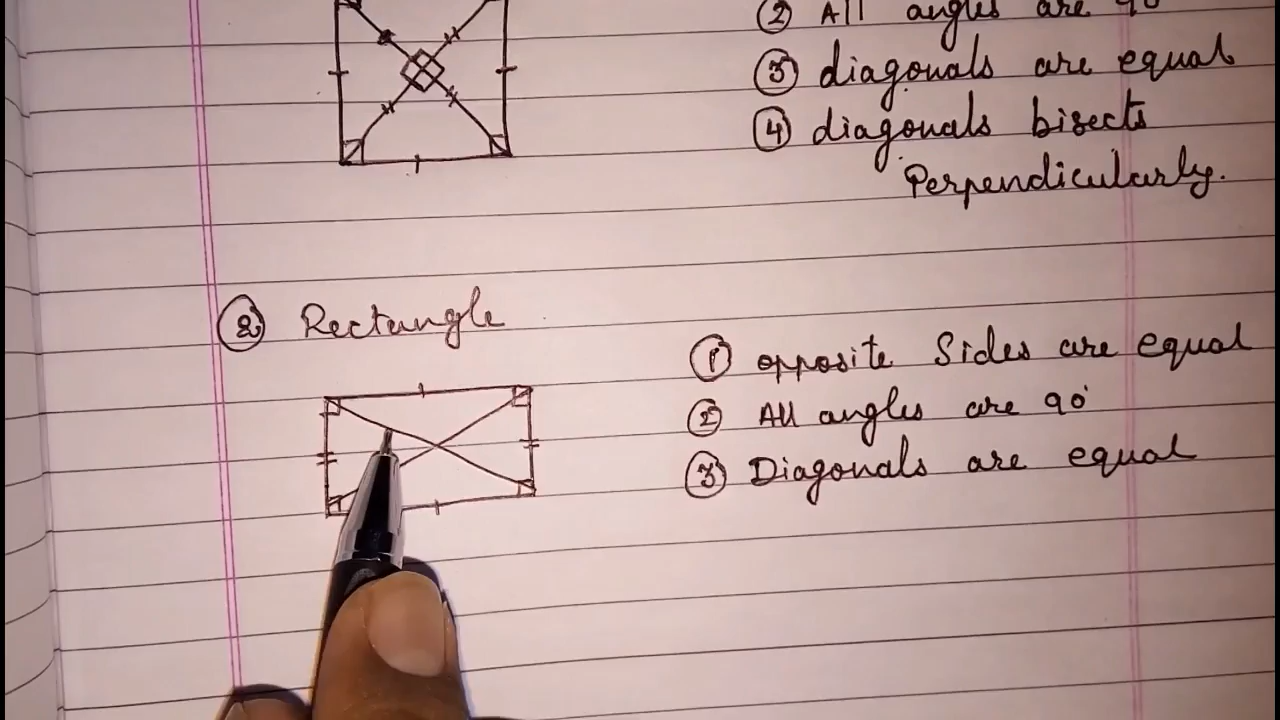 ② All angles are 90°
③ diagonals are equal
④ diagonals bisects
Perpendicularly.
② Rectangle
① opposite Sides are equal
② All angles are 90°
③ Diagonals are equal